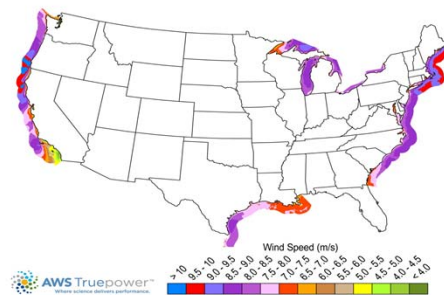 Wind Speed (m/s)
AWS Truepower™
Where science delivers performance.
> 10
9.5 - 10
9.0 - 9.5
8.5 - 9.0
8.0 - 8.5
7.5 - 8.0
7.0 - 7.5
6.5 - 7.0
6.0 - 6.5
5.5 - 6.0
5.0 - 5.5
4.5 - 5.0
4.0 - 4.5
< 4.0